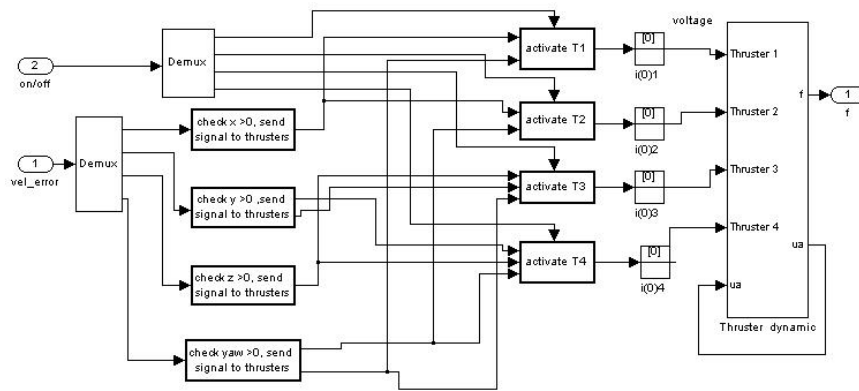 voltage
2
on/off
Demux
activate T1
[0]
i(0)1
Thruster 1
check x >0, send
signal to thrusters
activate T2
[0]
i(0)2
Thruster 2
f
1
f
1
vel_error
Demux
check y >0 ,send
signal to thrusters
activate T3
[0]
i(0)3
Thruster 3
check z >0, send
signal to thrusters
activate T4
[0]
i(0)4
Thruster 4
ua
ua
Thruster dynamic
check yaw >0, send
signal to thrusters